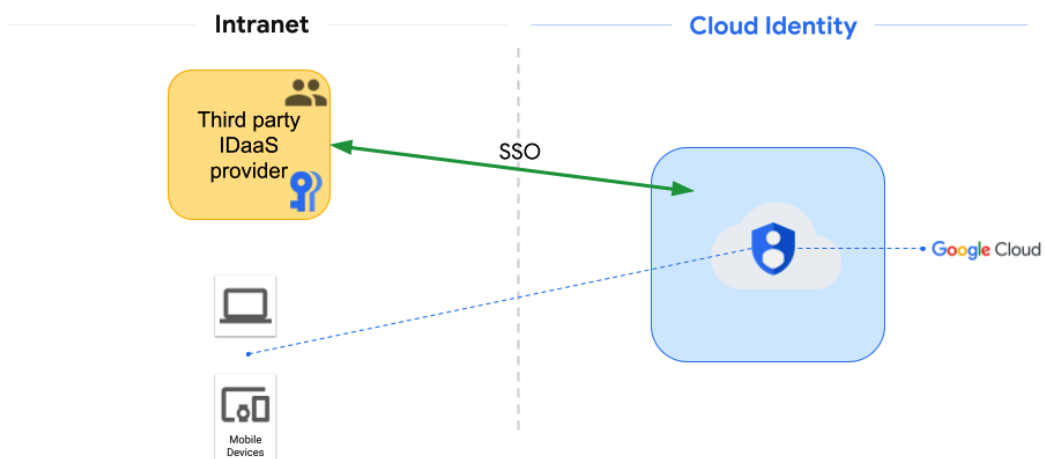 Intranet
Cloud Identity
Third party
IDaaS
provider
SSO
Google Cloud
Mobile
Devices